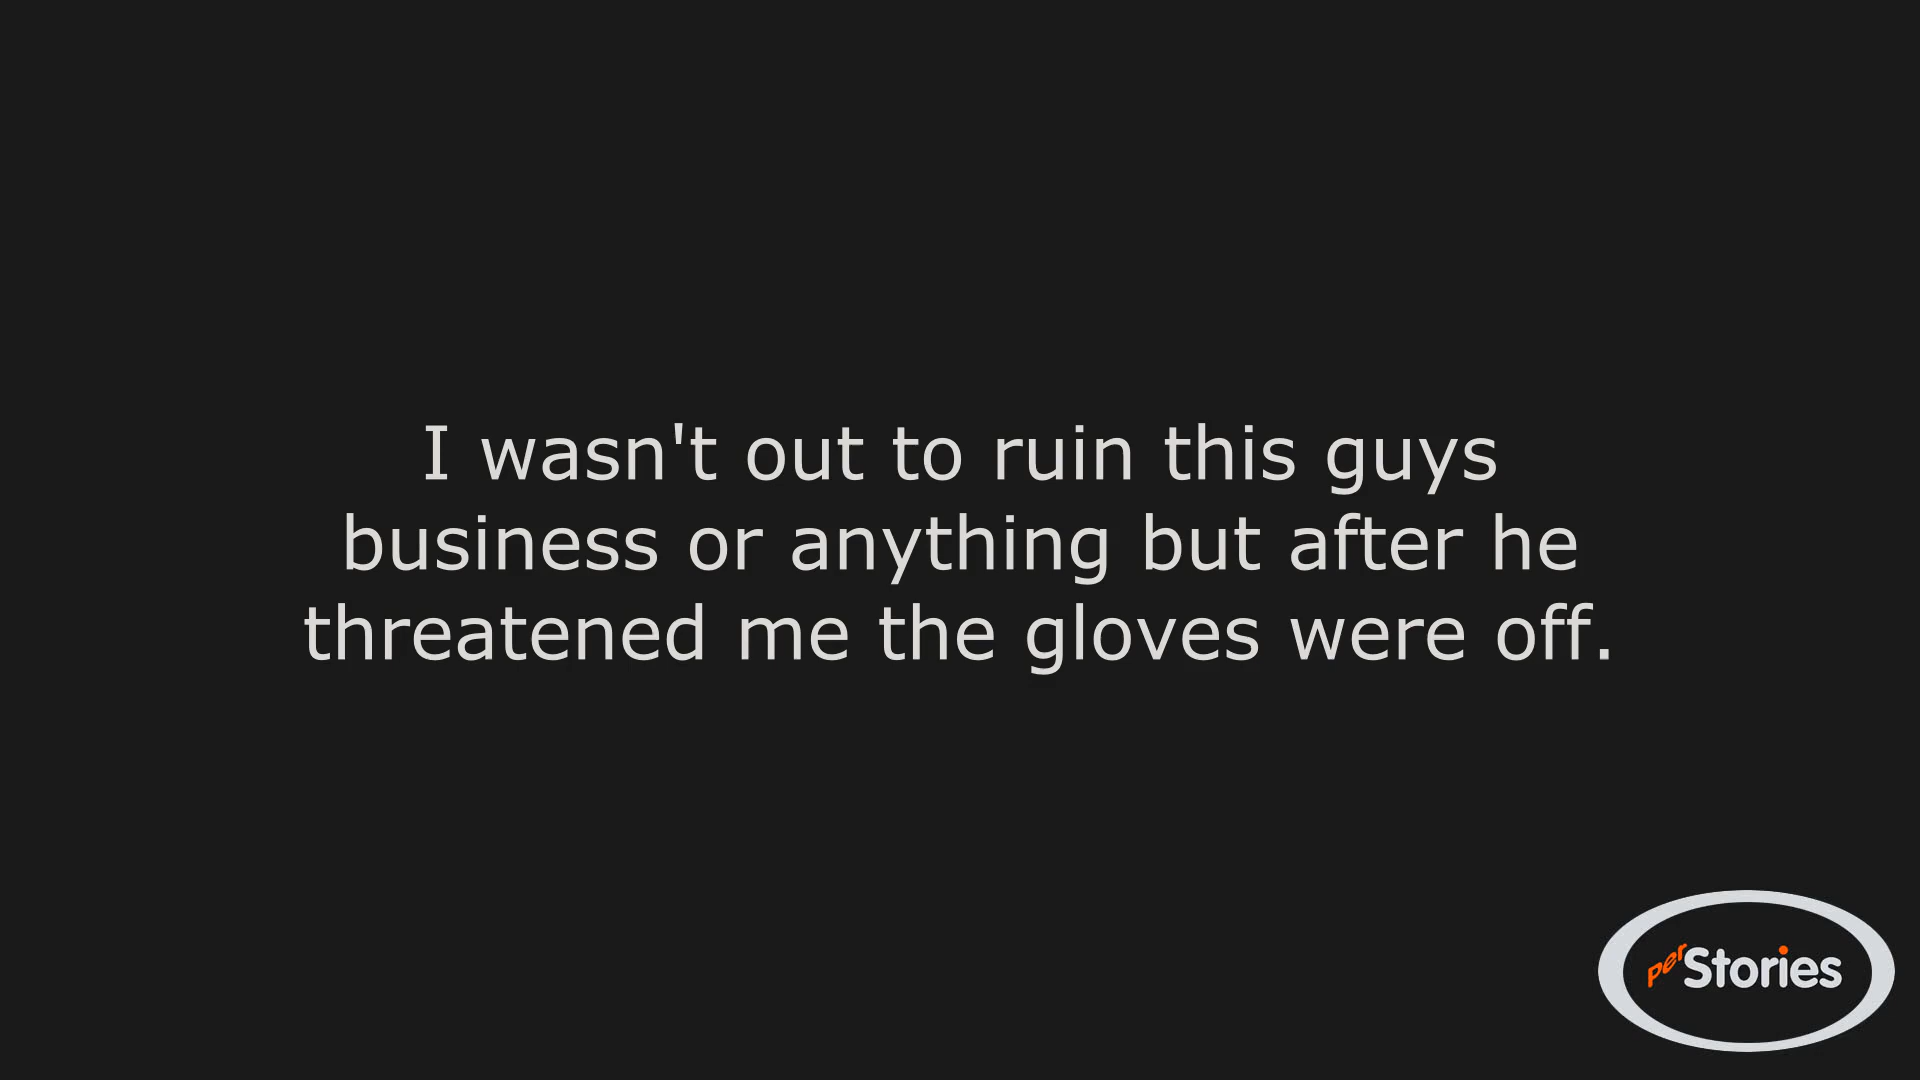 I wasn't out to ruin this guys
business or anything but after he
threatened me the gloves were off.
perStories